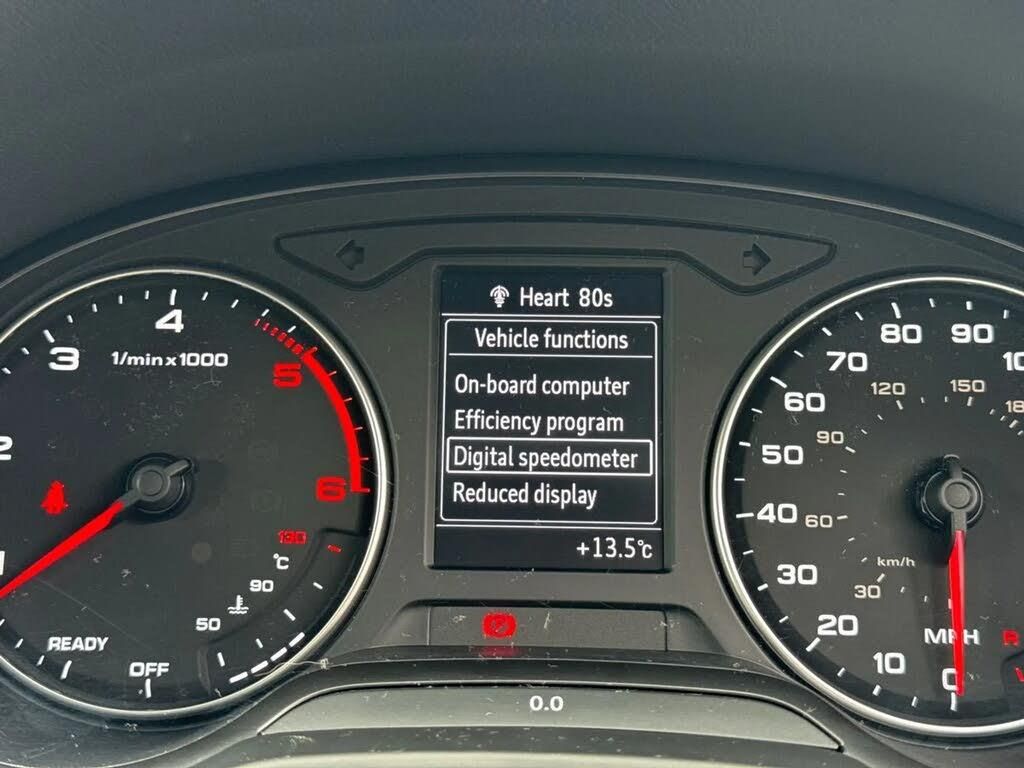 Heart 80s
Vehicle functions
On-board computer
Efficiency program
Digital speedometer
Reduced display
+13.5°C
1/min x 1000
1
2
3
4
5
6
130
°C
90
50
READY
OFF
0.0
0
10
20
30
40
50
60
70
80
90
30
60
90
120
150
km/h
MPH
R